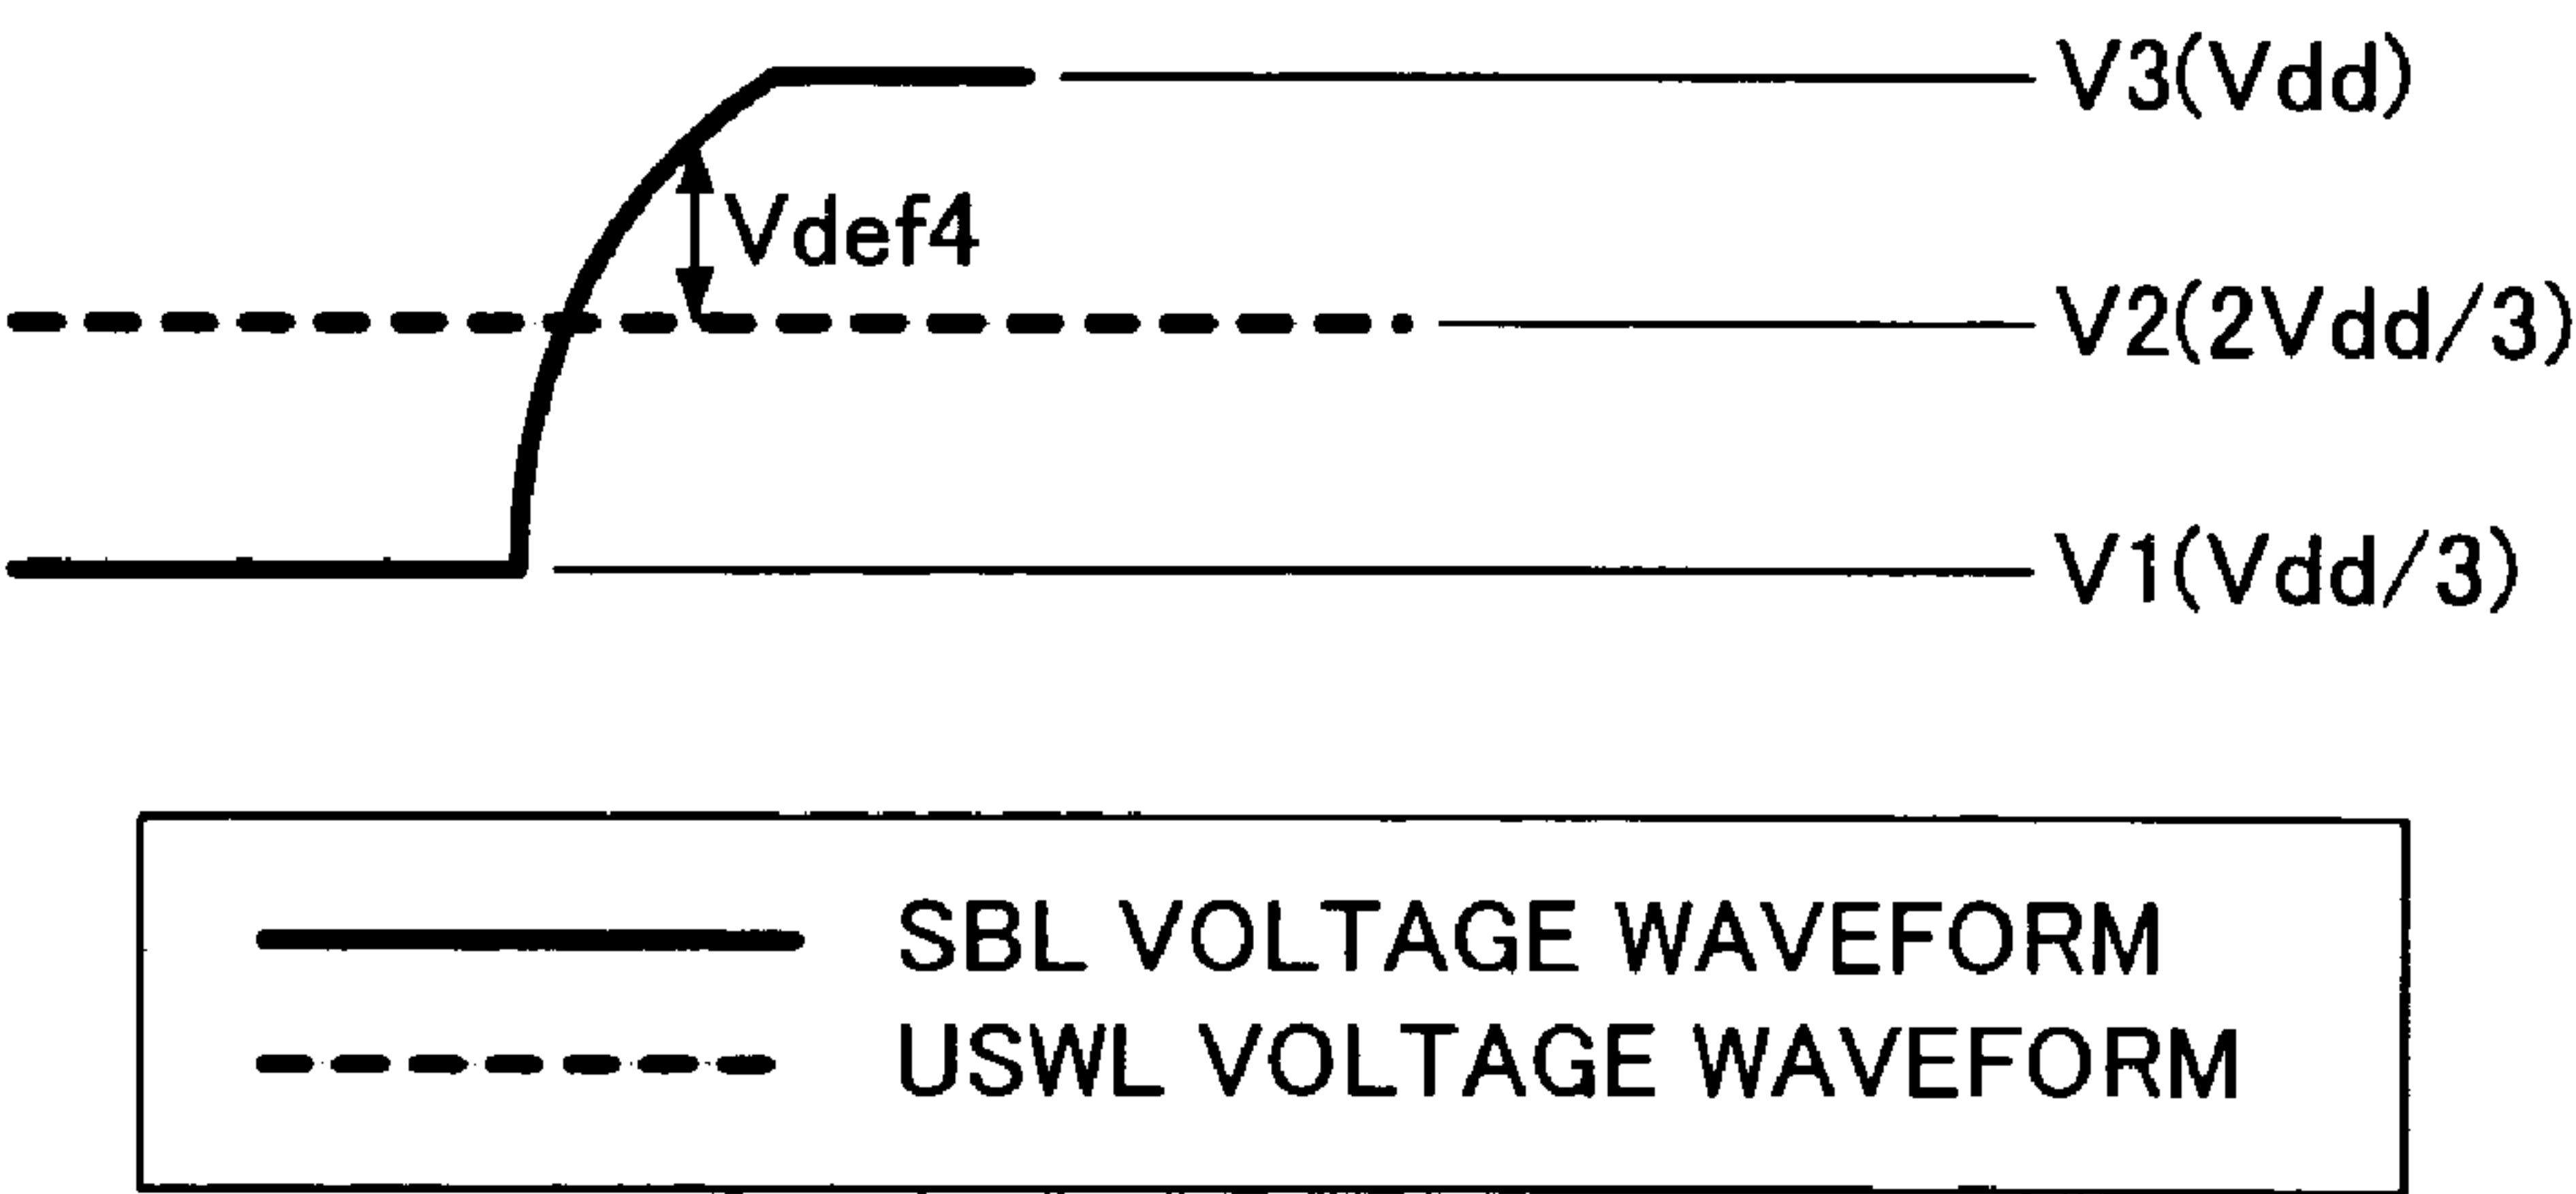 V3(Vdd)
Vdef4
V2(2Vdd/3)
V1(Vdd/3)
SBL VOLTAGE WAVEFORM
USWL VOLTAGE WAVEFORM